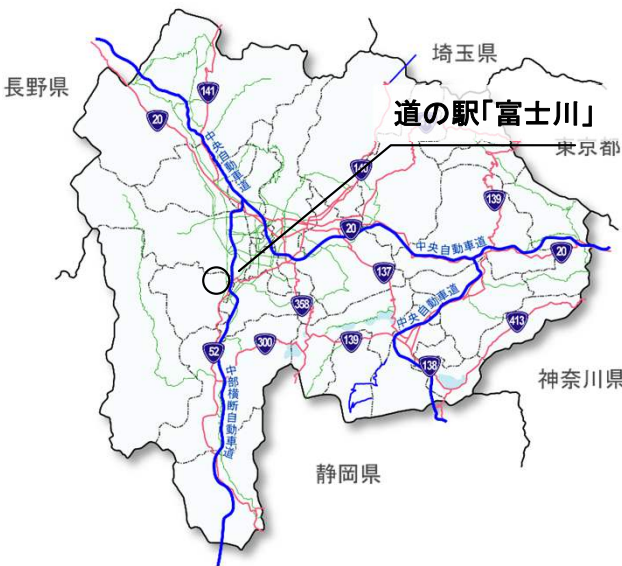 埼玉県
長野県
141
道の駅「富士川」
20
中央自動車道
東京都
140
139
20
中央自動車道
20
137
中央自動車道
358
413
52
300
139
138
中部横断自動車道
神奈川県
静岡県